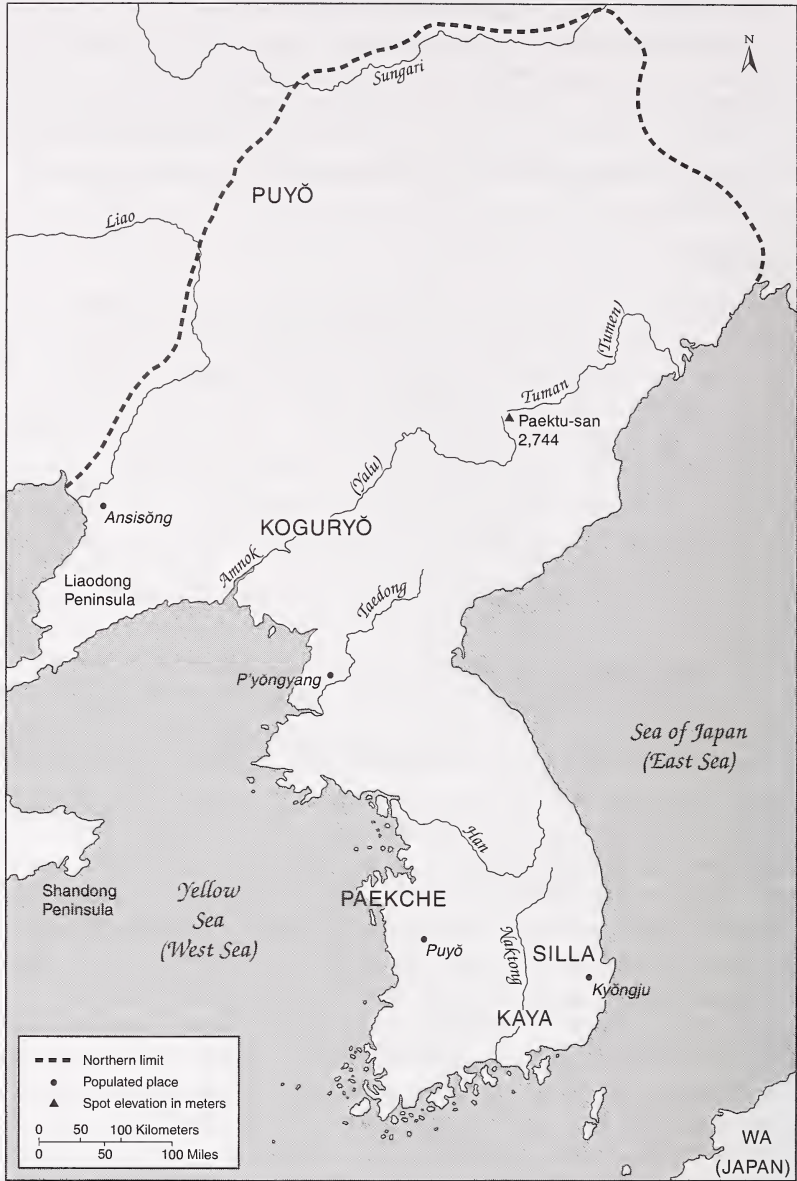 N
Sungari
PUYŎ
Liao
(Tumen)
Tuman
Paektu-san
2,744
(Yalu)
Ansisŏng
KOGURYŎ
Amnok
Liaodong
Peninsula
Taedong
P'yŏngyang
Sea of Japan
(East Sea)
Han
Shandong
Peninsula
Yellow
Sea
(West Sea)
PAEKCHE
Puyŏ
Naktong
SILLA
Kyŏngju
KAYA
Northern limit
Populated place
Spot elevation in meters
0 50 100 Kilometers
0 50 100 Miles
WA
(JAPAN)